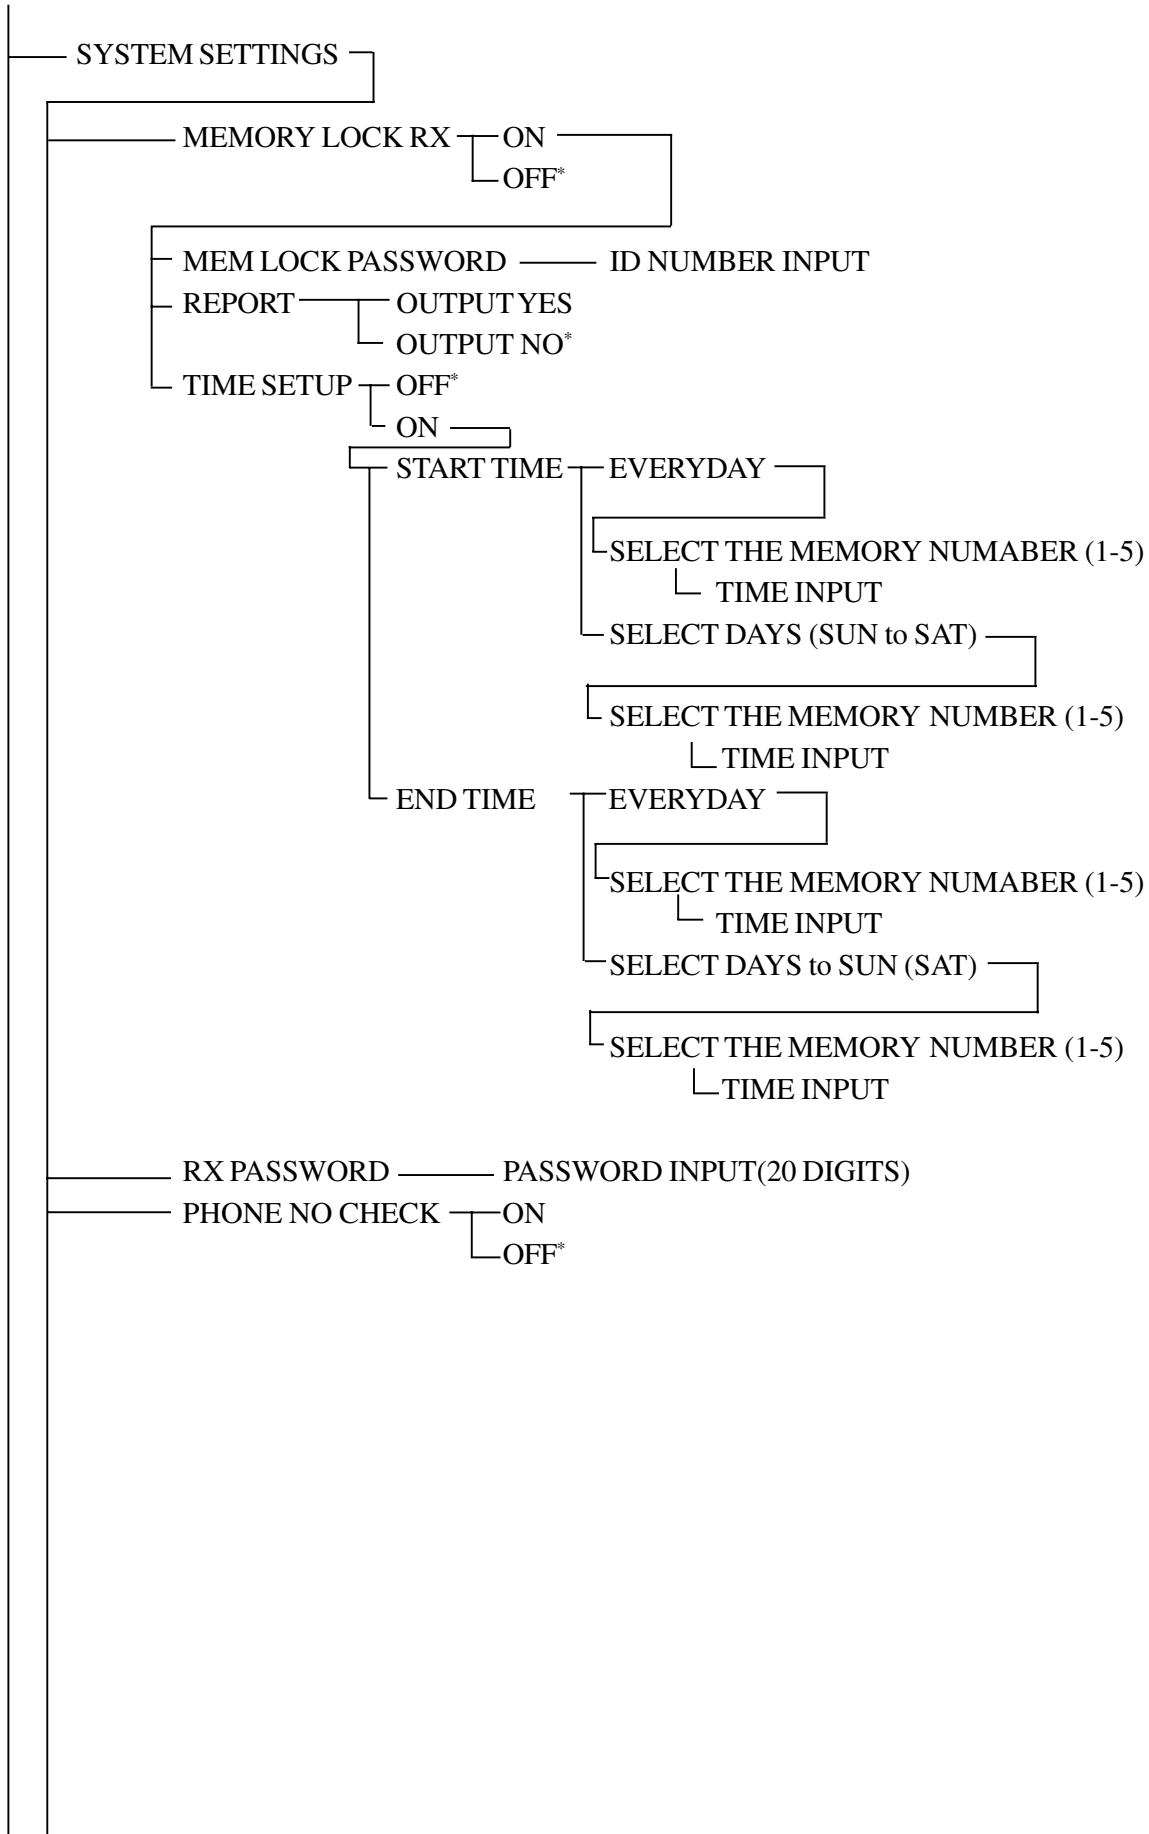 SYSTEM SETTINGS
MEMORY LOCK RX ON
OFF*
MEM LOCK PASSWORD ID NUMBER INPUT
REPORT OUTPUT YES
OUTPUT NO*
TIME SETUP OFF*
ON
START TIME EVERYDAY
SELECT THE MEMORY NUMABER (1-5)
TIME INPUT
SELECT DAYS (SUN to SAT)
SELECT THE MEMORY NUMBER (1-5)
TIME INPUT
END TIME EVERYDAY
SELECT THE MEMORY NUMABER (1-5)
TIME INPUT
SELECT DAYS to SUN (SAT)
SELECT THE MEMORY NUMBER (1-5)
TIME INPUT
RX PASSWORD PASSWORD INPUT(20 DIGITS)
PHONE NO CHECK ON
OFF*